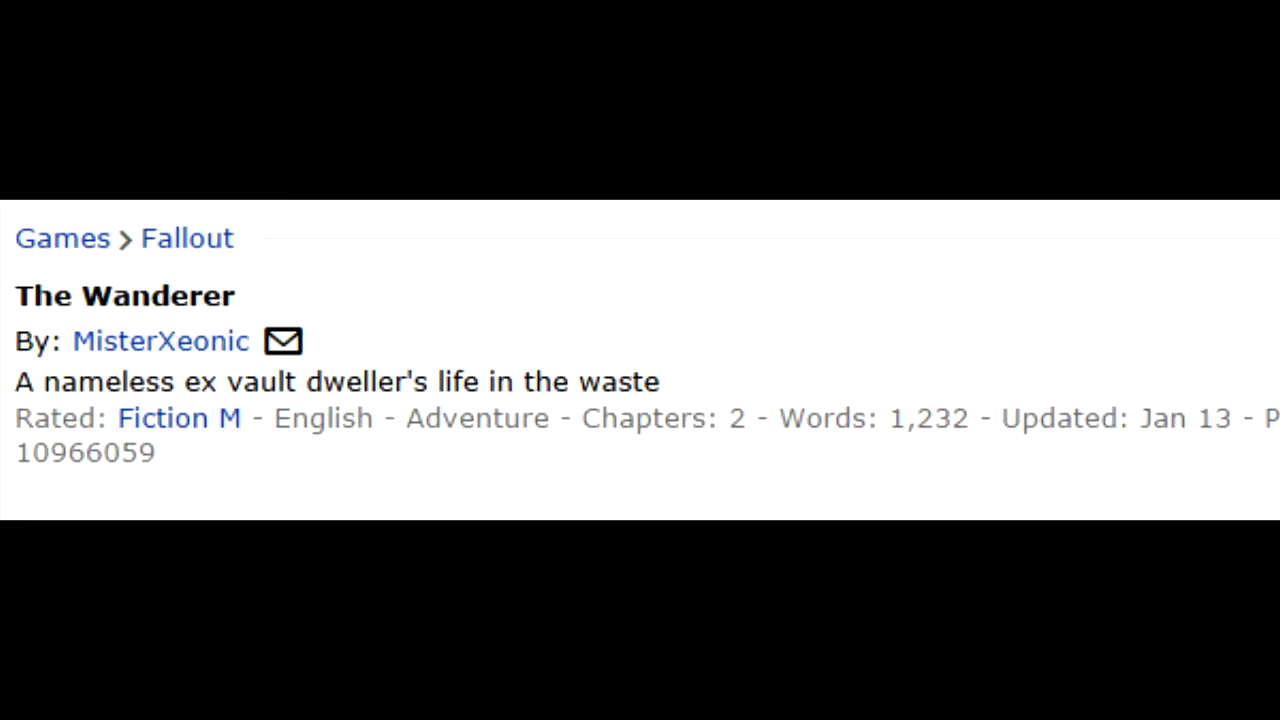 Games > Fallout
The Wanderer
By: MisterXeonic
A nameless ex vault dweller's life in the waste
Rated: Fiction M - English - Adventure - Chapters: 2 - Words: 1,232 - Updated: Jan 13 - P
10966059